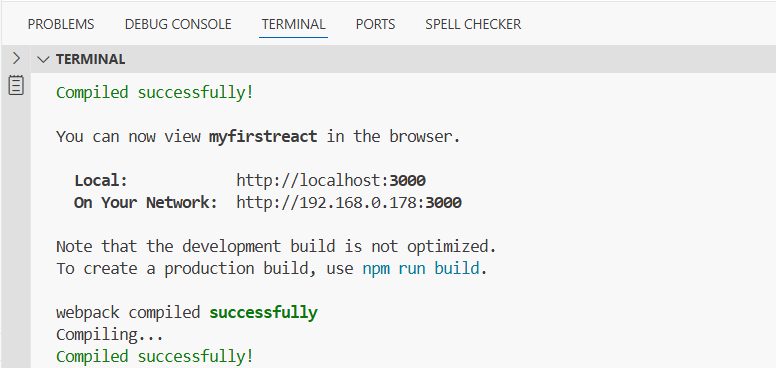 PROBLEMS DEBUG CONSOLE TERMINAL PORTS SPELL CHECKER
TERMINAL
Compiled successfully!
You can now view myfirstreact in the browser.
Local: http://localhost:3000
On Your Network: http://192.168.0.178:3000
Note that the development build is not optimized.
To create a production build, use npm run build.
webpack compiled successfully
Compiling...
Compiled successfully!